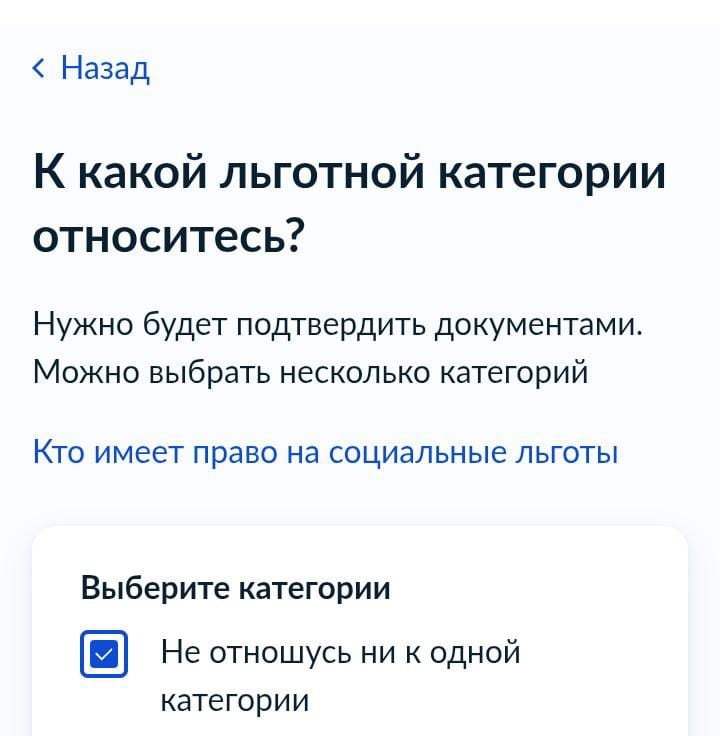 Назад
К какой льготной категории
относитесь?
Нужно будет подтвердить документами.
Можно выбрать несколько категорий
Кто имеет право на социальные льготы
Выберите категории
Не отношусь ни к одной
категории